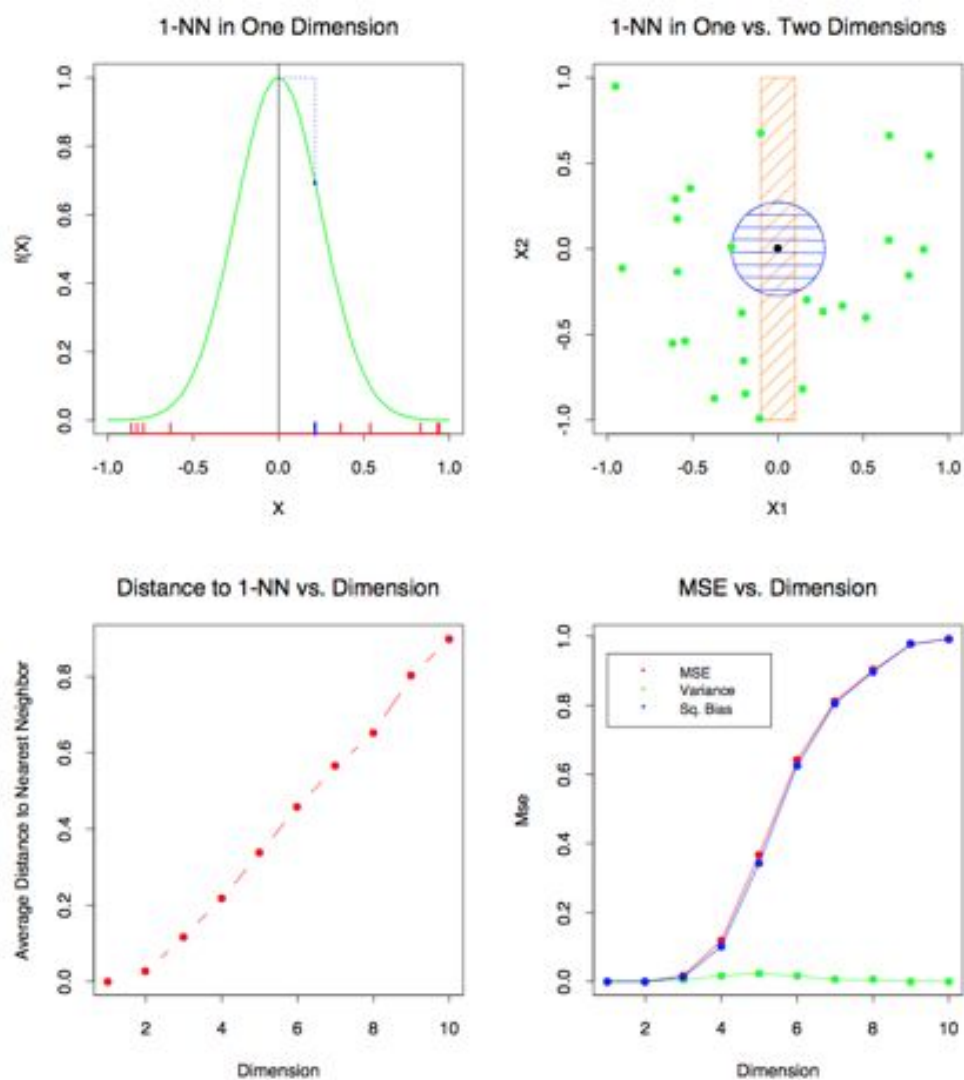 1-NN in One Dimension
f(X)
1.0
0.8
0.6
0.4
0.2
0.0
-1.0 -0.5 0.0 0.5 1.0
X
1-NN in One vs. Two Dimensions
X2
1.0
0.5
0.0
-0.5
-1.0
-1.0 -0.5 0.0 0.5 1.0
X1
Distance to 1-NN vs. Dimension
Average Distance to Nearest Neighbor
0.8
0.6
0.4
0.2
0.0
2 4 6 8 10
Dimension
MSE vs. Dimension
Mse
1.0
0.8
0.6
0.4
0.2
0.0
MSE
Variance
Sq. Bias
2 4 6 8 10
Dimension